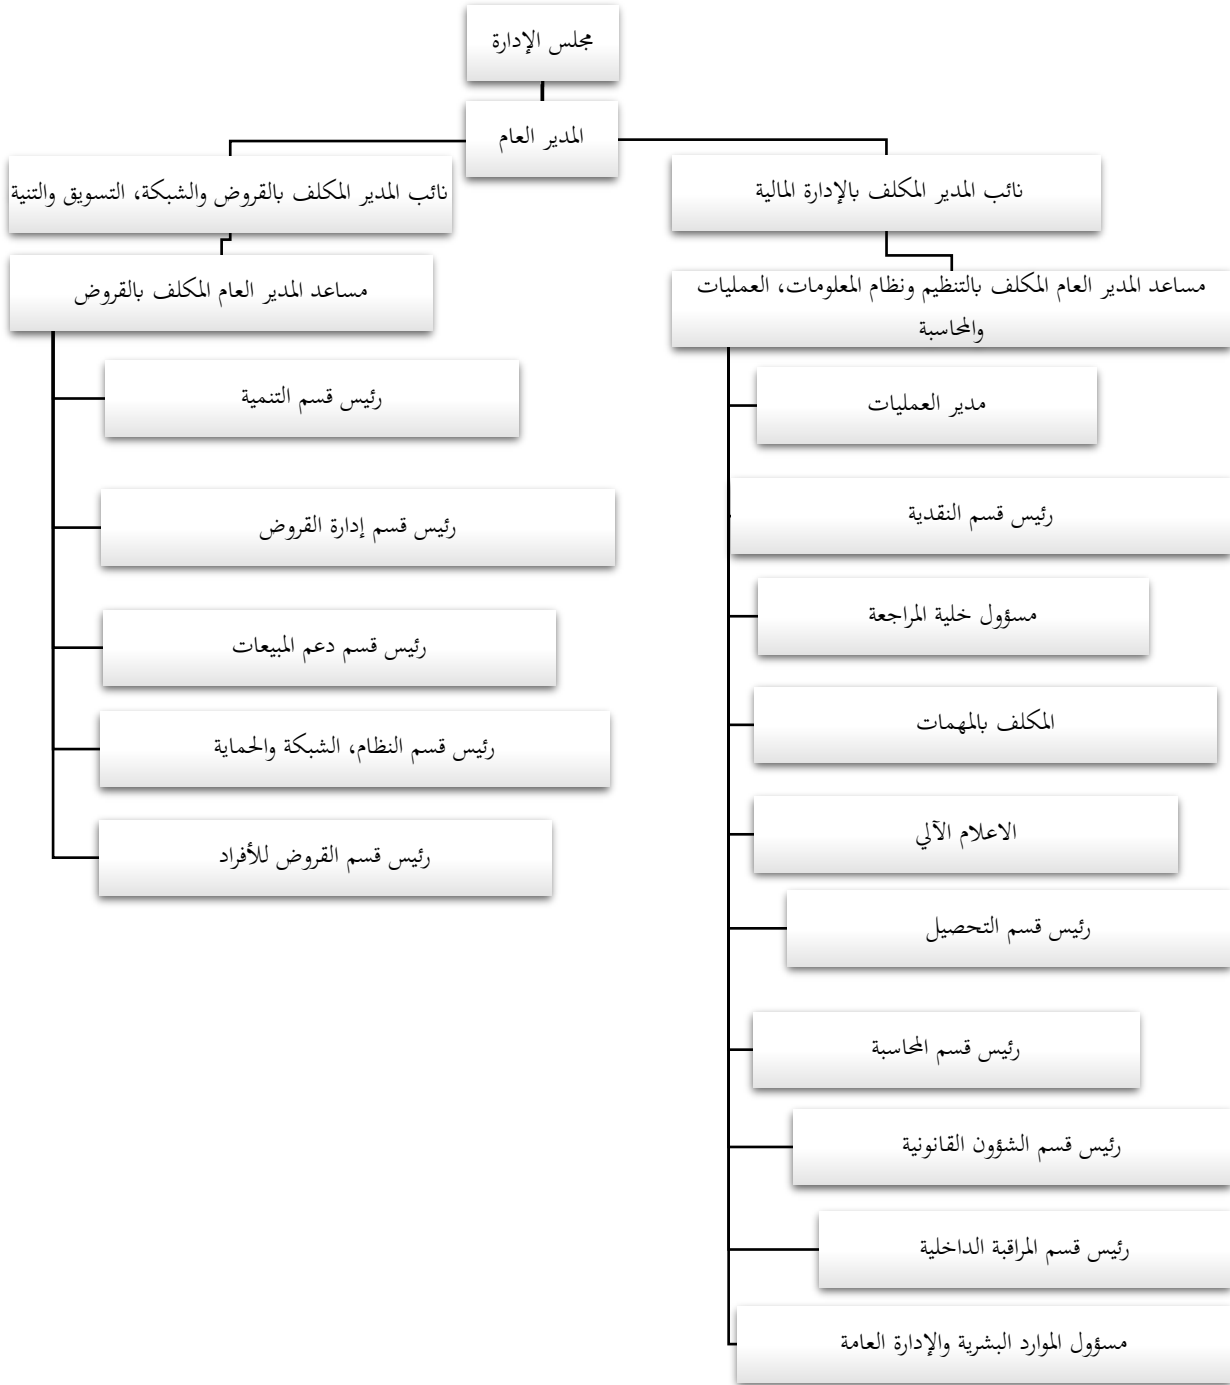 مجلس الإدارة
المدير العام
نائب المدير المكلف بالإدارة المالية
مساعد المدير العام المكلف بالتنظيم ونظام المعلومات، العمليات
والمحاسبة
مدير العمليات
رئيس قسم النقدية
مسؤول خلية المراجعة
المكلف بالمهمات
الاعلام الآلي
رئيس قسم التحصيل
رئيس قسم المحاسبة
رئيس قسم الشؤون القانونية
رئيس قسم المراقبة الداخلية
مسؤول الموارد البشرية والإدارة العامة
نائب المدير المكلف بالقروض والشبكة، التسويق والتنية
مساعد المدير العام المكلف بالقروض
رئيس قسم التنمية
رئيس قسم إدارة القروض
رئيس قسم دعم المبيعات
رئيس قسم النظام، الشبكة والحماية
رئيس قسم القروض للأفراد